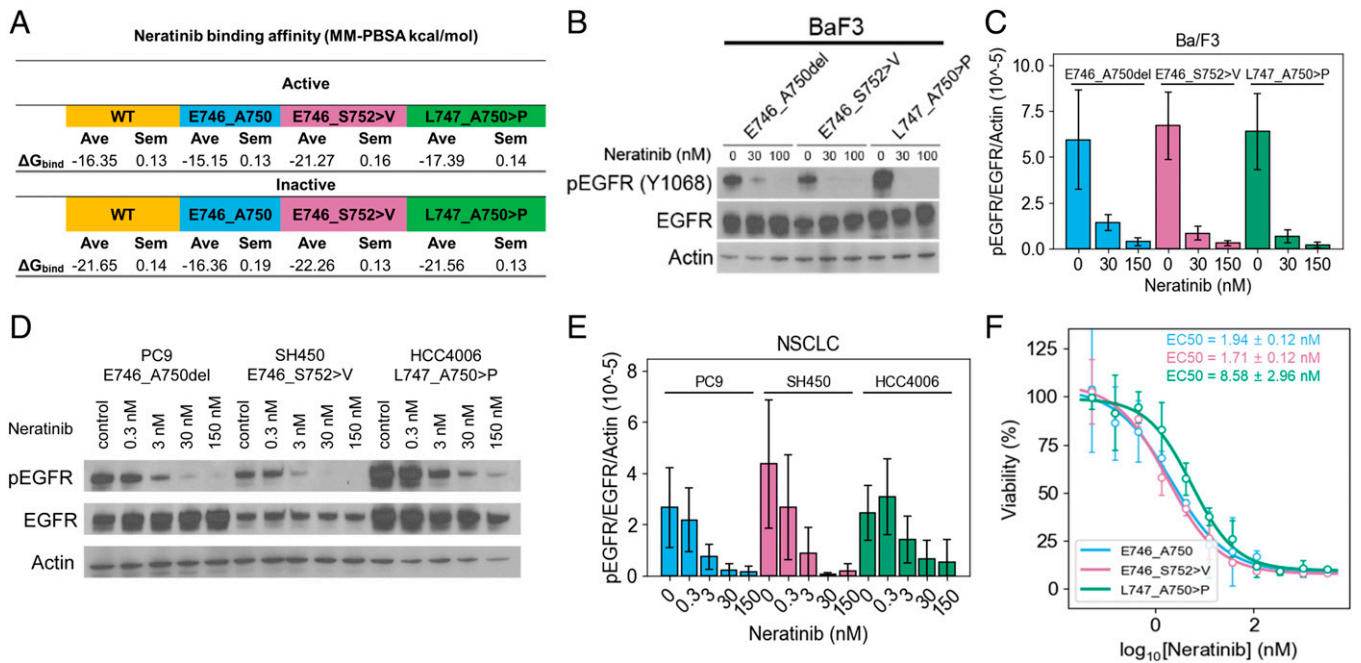 A
Neratinib binding affinity (MM-PBSA kcal/mol)
Active
WT E746_A750 E746_S752>V L747_A750>P
Ave Sem Ave Sem Ave Sem Ave Sem
ΔGbind -16.35 0.13 -15.15 0.13 -21.27 0.16 -17.39 0.14
Inactive
WT E746_A750 E746_S752>V L747_A750>P
Ave Sem Ave Sem Ave Sem Ave Sem
ΔGbind -21.65 0.14 -16.36 0.19 -22.26 0.13 -21.56 0.13
B
BaF3
E746_A750del E746_S752>V L747_A750>P
Neratinib (nM) 0 30 100 0 30 100 0 30 100
pEGFR (Y1068)
EGFR
Actin
C
Ba/F3
pEGFR/EGFR/Actin (10^-5)
10.0
7.5
5.0
2.5
0.0
E746_A750del E746_S752>V L747_A750>P
0 30 150 0 30 150 0 30 150
Neratinib (nM)
D
PC9 SH450 HCC4006
E746_A750del E746_S752>V L747_A750>P
Neratinib control 0.3 nM 3 nM 30 nM 150 nM control 0.3 nM 3 nM 30 nM 150 nM control 0.3 nM 3 nM 30 nM 150 nM
pEGFR
EGFR
Actin
E
NSCLC
pEGFR/EGFR/Actin (10^-5)
8
6
4
2
0
PC9 SH450 HCC4006
0 0.3 3 30 150 0 0.3 3 30 150 0 0.3 3 30 150
Neratinib (nM)
F
Viability (%)
125
100
75
50
25
0
EC50 = 1.94 ± 0.12 nM
EC50 = 1.71 ± 0.12 nM
EC50 = 8.58 ± 2.96 nM
E746_A750
E746_S752>V
L747_A750>P
0 2
log10[Neratinib] (nM)